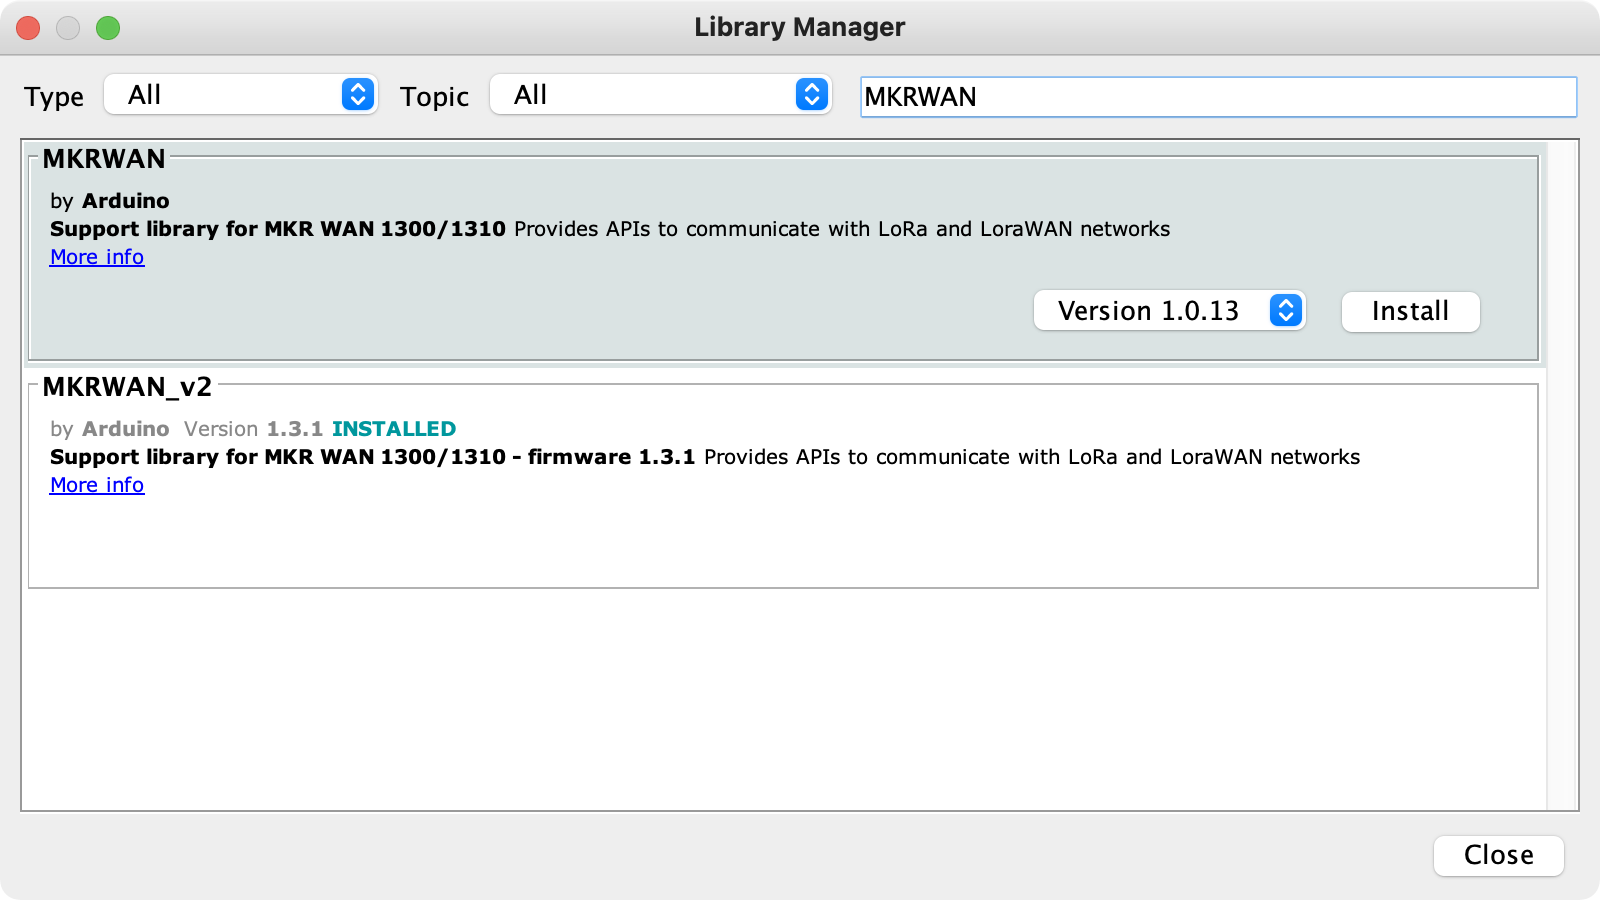 Library Manager
Type All Topic All MKRWAN
MKRWAN
by Arduino
Support library for MKR WAN 1300/1310 Provides APIs to communicate with LoRa and LoraWAN networks
More info
Version 1.0.13 Install
MKRWAN_v2
by Arduino Version 1.3.1 INSTALLED
Support library for MKR WAN 1300/1310 - firmware 1.3.1 Provides APIs to communicate with LoRa and LoraWAN networks
More info
Close